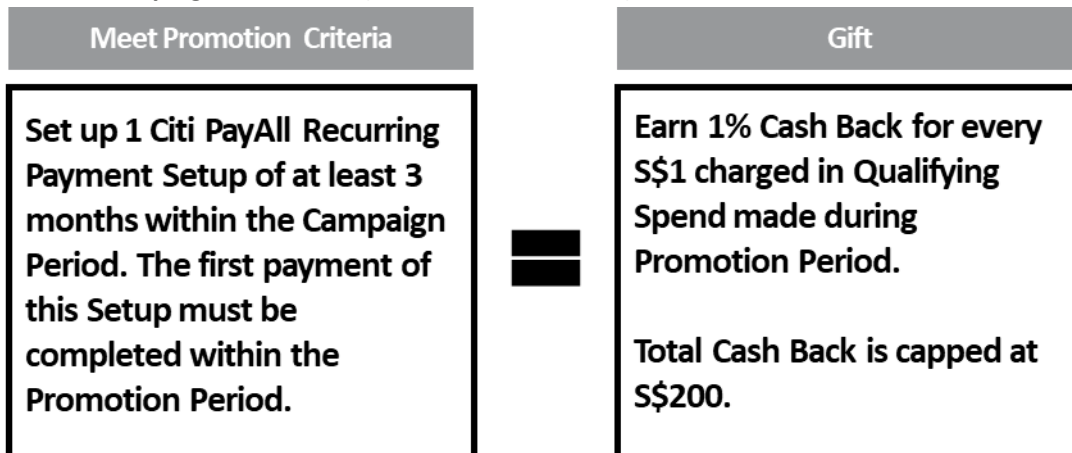 Meet Promotion Criteria
Gift
Set up 1 Citi PayAll Recurring
Payment Setup of at least 3
months within the Campaign
Period. The first payment of
this Setup must be
completed within the
Promotion Period.
Earn 1% Cash Back for every
S$1 charged in Qualifying
Spend made during
Promotion Period.
Total Cash Back is capped at
S$200.